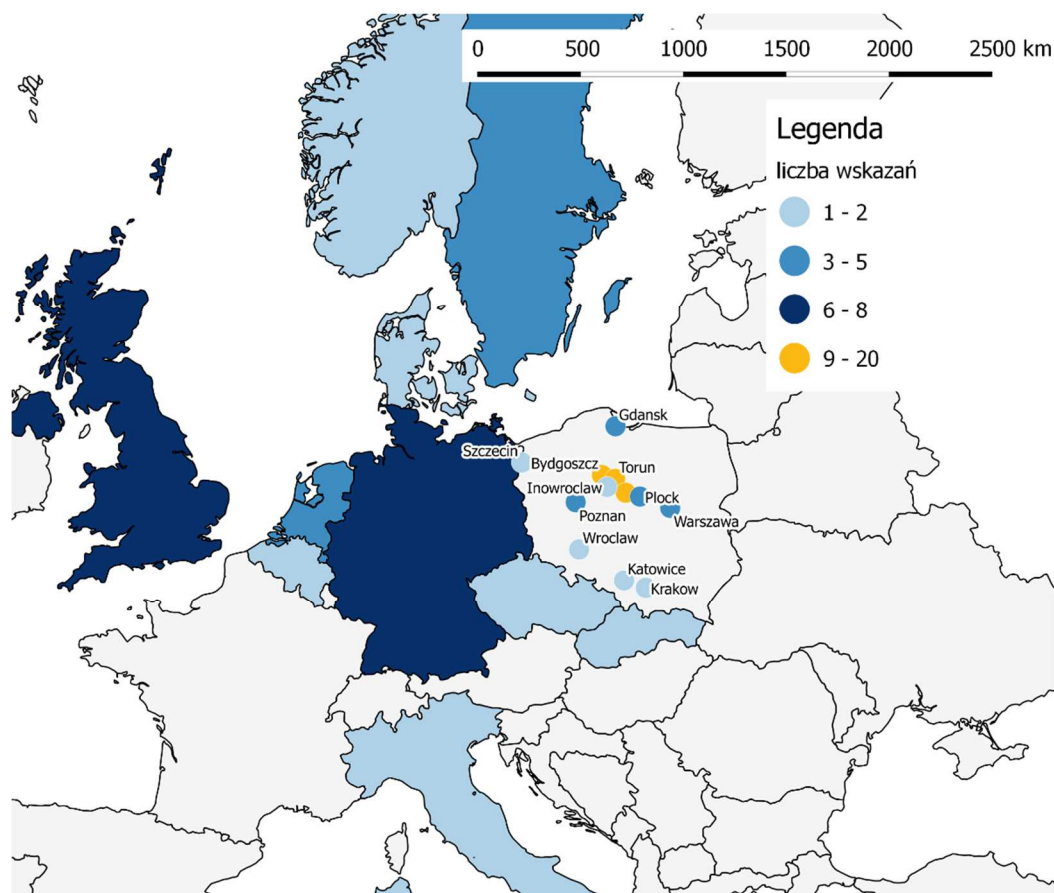 0 500 1000 1500 2000 2500 km
Legenda
liczba wskazań
1 - 2
3 - 5
6 - 8
9 - 20
Gdansk
Szczecin
Bydgoszcz
Torun
Inowroclaw
Plock
Poznan
Warszawa
Wroclaw
Katowice
Krakow